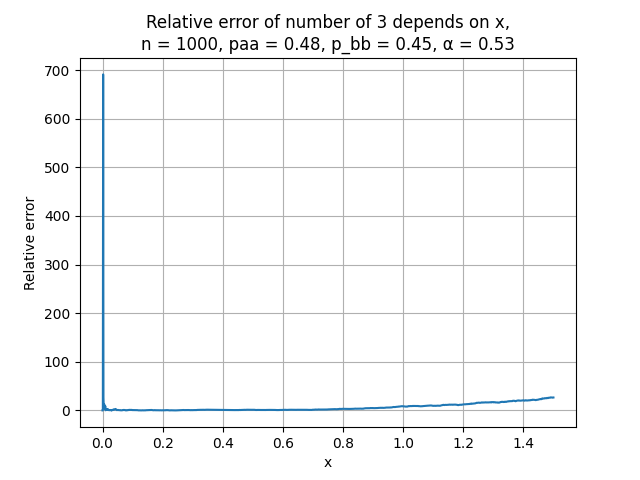 Relative error of number of 3 depends on x,
n = 1000, paa = 0.48, p_bb = 0.45, α = 0.53
700
600
500
400
300
200
100
0
Relative error
0.0 0.2 0.4 0.6 0.8 1.0 1.2 1.4
x